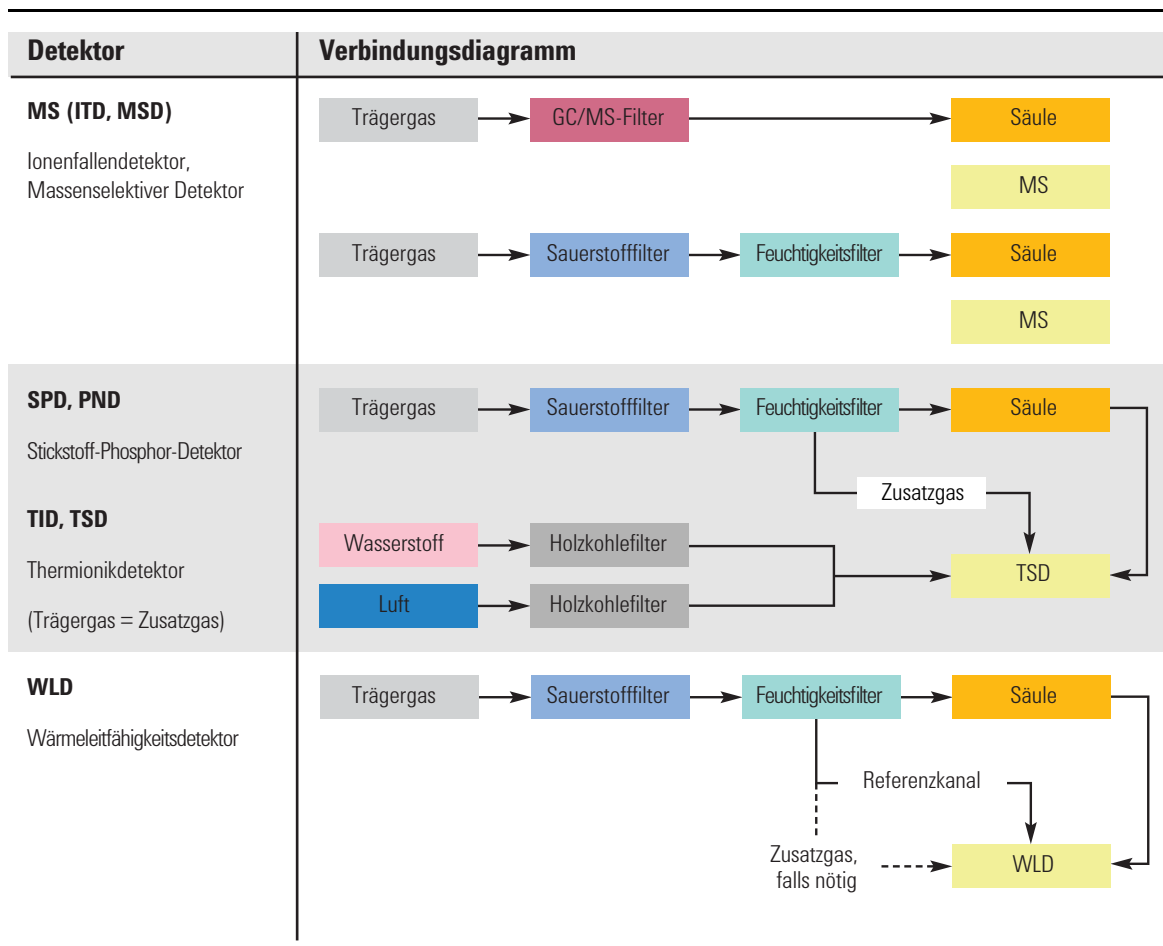 Detektor
Verbindungsdiagramm
MS (ITD, MSD)
Ionenfallendetektor,
Massenselektiver Detektor
Trägergas
GC/MS-Filter
Säule
MS
Trägergas
Sauerstofffilter
Feuchtigkeitsfilter
Säule
MS
SPD, PND
Stickstoff-Phosphor-Detektor
TID, TSD
Thermionikdetektor
(Trägergas = Zusatzgas)
Trägergas
Sauerstofffilter
Feuchtigkeitsfilter
Säule
Zusatzgas
Wasserstoff
Holzkohlefilter
TSD
Luft
Holzkohlefilter
WLD
Wärmeleitfähigkeitsdetektor
Trägergas
Sauerstofffilter
Feuchtigkeitsfilter
Säule
Referenzkanal
Zusatzgas,
falls nötig
WLD